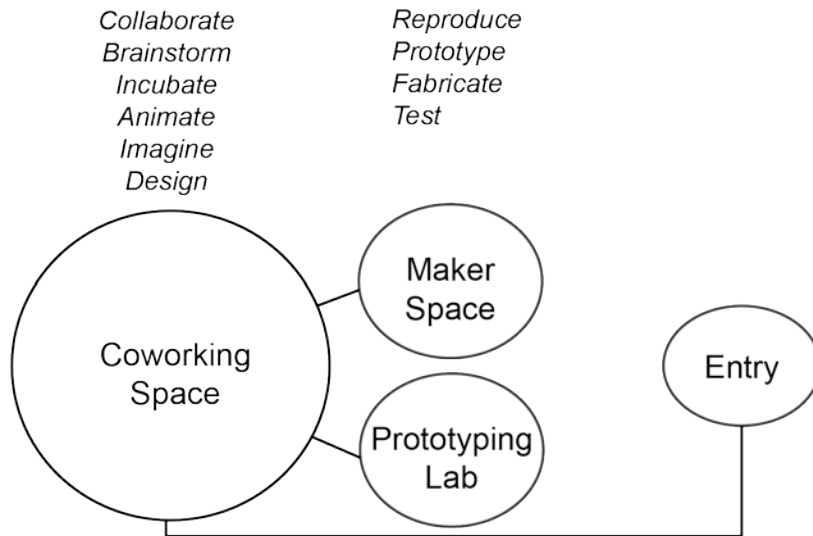 Collaborate
Brainstorm
Incubate
Animate
Imagine
Design
Reproduce
Prototype
Fabricate
Test
Coworking
Space
Maker
Space
Prototyping
Lab
Entry